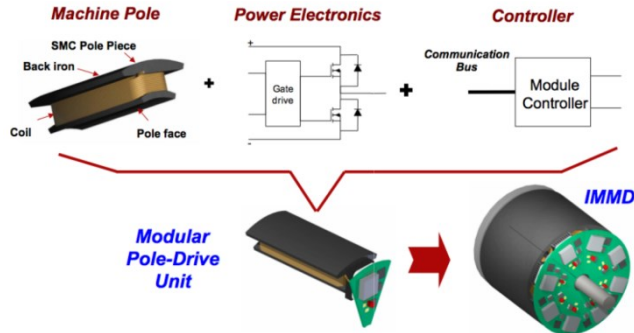 Machine Pole
Power Electronics
Controller
SMC Pole Piece
Back iron
Coil
Pole face
+
+
Gate
drive
-
+
Communication
Bus
Module
Controller
Modular
Pole-Drive
Unit
IMMD